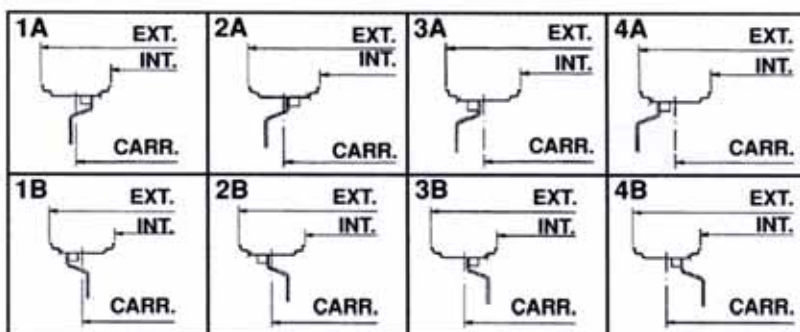 1A EXT. 2A EXT. 3A EXT. 4A EXT.
INT. INT. INT. INT.
CARR. CARR. CARR. CARR.
1B EXT. 2B EXT. 3B EXT. 4B EXT.
INT. INT. INT. INT.
CARR. CARR. CARR. CARR.